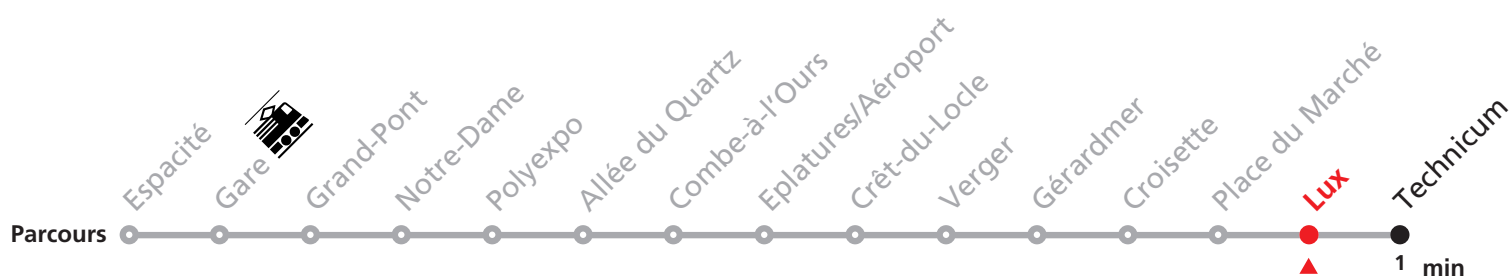 Espacité
Gare
Grand-Pont
Notre-Dame
Polyexpo
Allée du Quartz
Combe-à-l'Ours
Eplatures/Aéroport
Crêt-du-Locle
Verger
Gérardmer
Croisette
Place du Marché
Lux
Technicum
Parcours
1 min